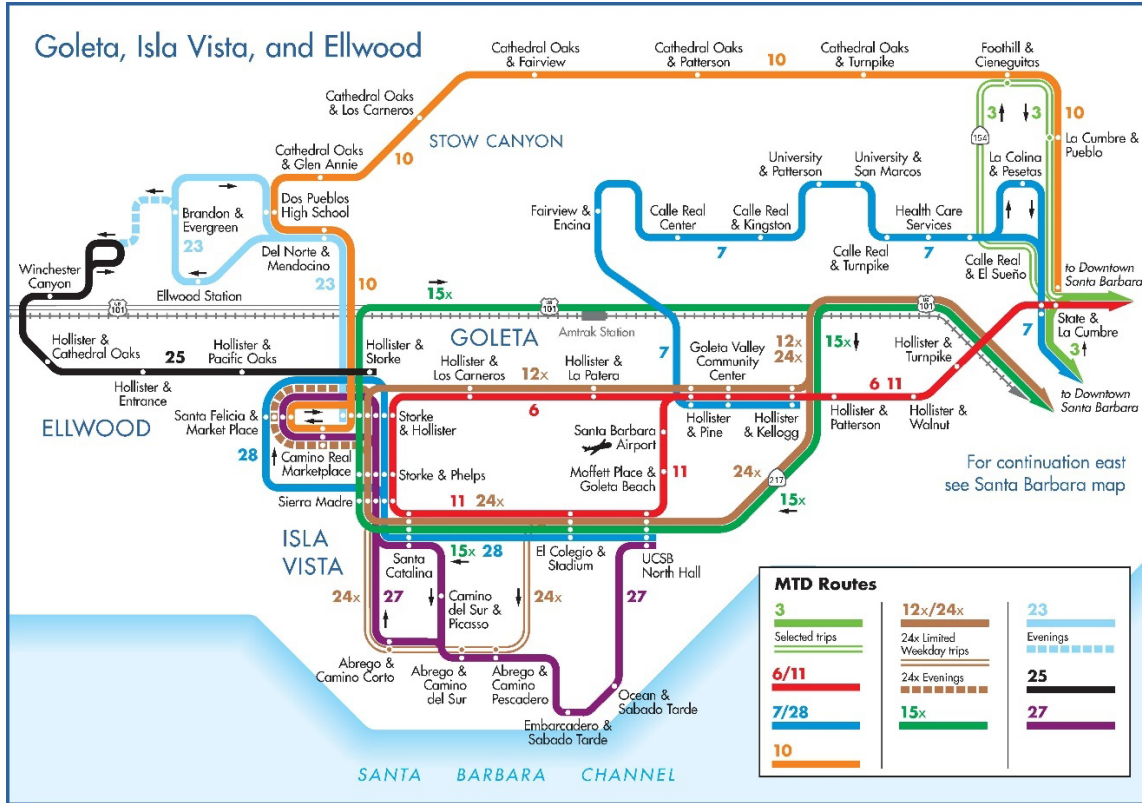 Goleta, Isla Vista, and Ellwood
Cathedral Oaks
& Fairview
Cathedral Oaks
& Patterson
10
Cathedral Oaks
& Turnpike
Foothill &
Cieneguitas
Cathedral Oaks
& Los Carneros
3
3
10
STOW CANYON
154
La Cumbre &
Pueblo
Cathedral Oaks
& Glen Annie
10
University
& Patterson
University &
San Marcos
La Colina
& Pesetas
Brandon &
Evergreen
23
Dos Pueblos
High School
Fairview &
Encina
Calle Real
Center
Calle Real
& Kingston
7
Health Care
Services
7
Winchester
Canyon
Del Norte &
Mendocino
Calle Real
& Turnpike
Calle Real
& El Sueño
to Downtown
Santa Barbara
Ellwood Station
23
10
US
101
15x
US
101
US
101
Amtrak Station
GOLETA
7
State &
La Cumbre
3
Hollister &
Cathedral Oaks
25
Hollister &
Pacific Oaks
Hollister
& Storke
Hollister &
Los Carneros
12x
Hollister &
La Patera
7
Goleta Valley
Community
Center
12x
24x
15x
Hollister &
Turnpike
Hollister &
Entrance
6
6 11
to Downtown
Santa Barbara
ELLWOOD
Santa Felicia &
Market Place
Storke
& Hollister
Santa Barbara
Airport
Hollister
& Pine
Hollister
& Kellogg
Hollister &
Patterson
Hollister &
Walnut
28
Camino Real
Marketplace
Storke & Phelps
Moffett Place &
Goleta Beach
11
24x
217
For continuation east
see Santa Barbara map
Sierra Madre
11 24x
15x
ISLA
VISTA
Santa
Catalina
15x 28
El Colegio &
Stadium
UCSB
North Hall
24x
27
Camino
del Sur &
Picasso
24x
27
Abrego &
Camino Corto
Abrego &
Camino
del Sur
Abrego &
Camino
Pescadero
Ocean &
Sabado Tarde
Embarcadero &
Sabado Tarde
SANTA BARBARA CHANNEL
MTD Routes
3
Selected trips
6/11
7/28
10
12x/24x
24x Limited
Weekday trips
24x Evenings
15x
23
Evenings
25
27